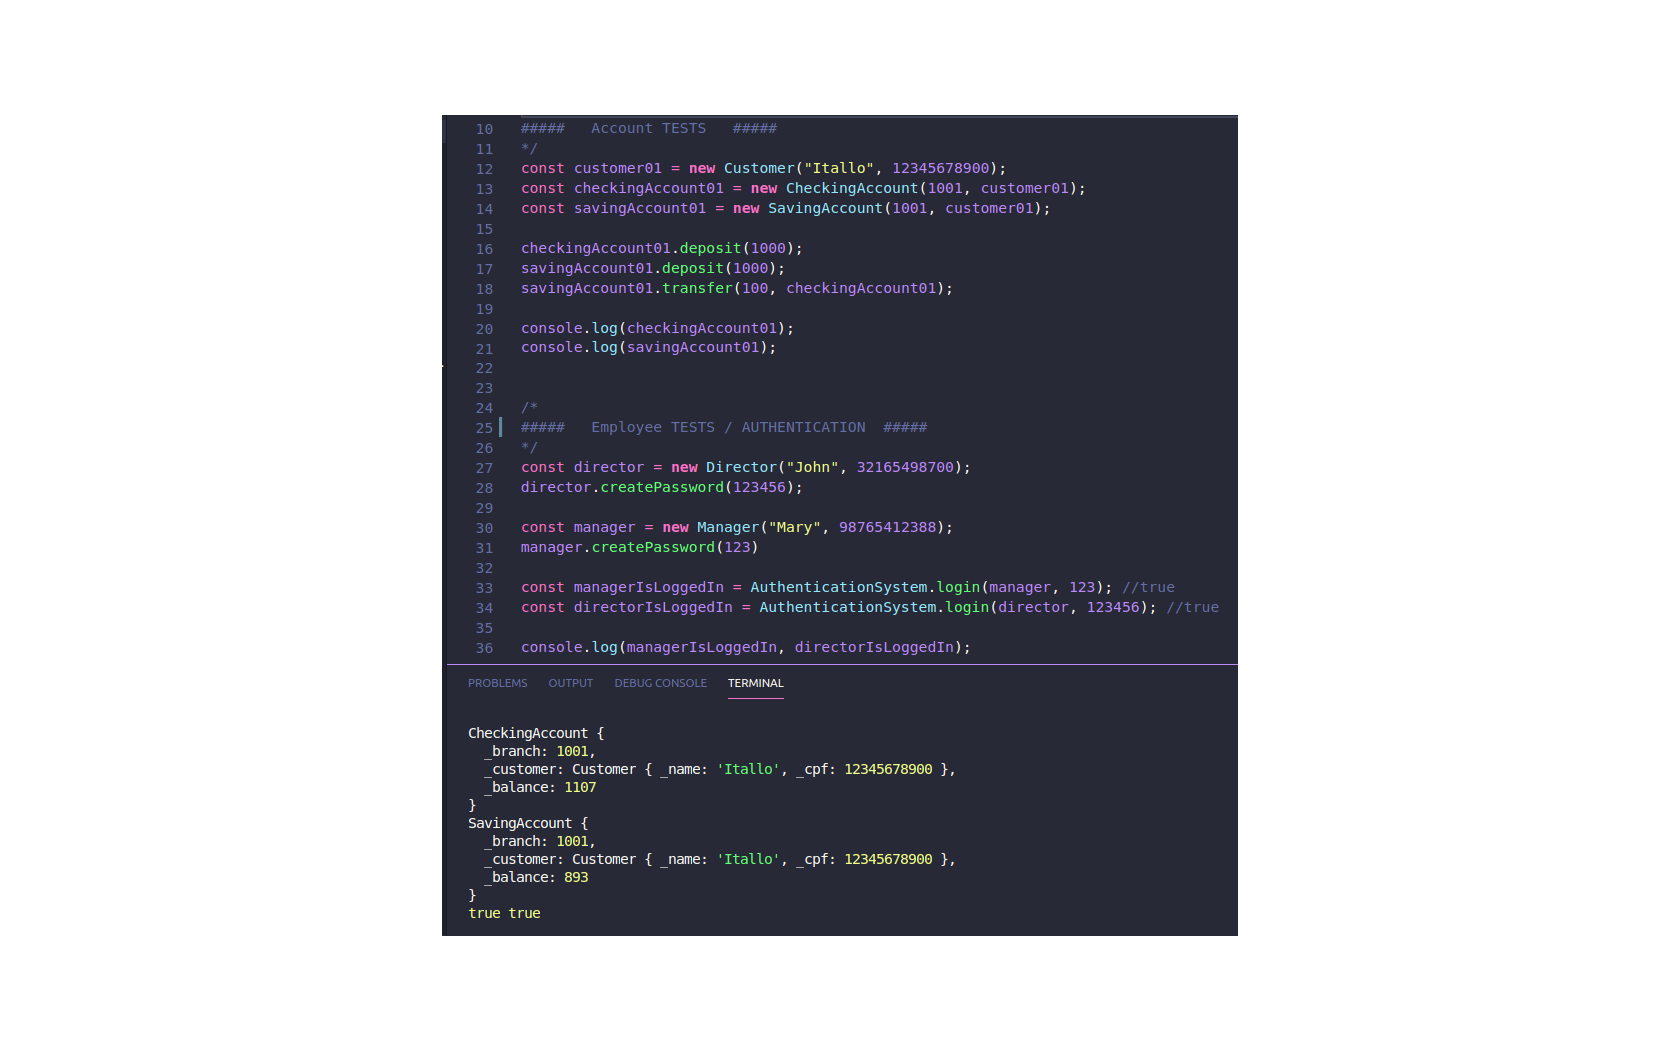 10 ##### Account TESTS #####
11 */
12 const customer01 = new Customer("Itallo", 12345678900);
13 const checkingAccount01 = new CheckingAccount(1001, customer01);
14 const savingAccount01 = new SavingAccount(1001, customer01);
15
16 checkingAccount01.deposit(1000);
17 savingAccount01.deposit(1000);
18 savingAccount01.transfer(100, checkingAccount01);
19
20 console.log(checkingAccount01);
21 console.log(savingAccount01);
22
23
24 /*
25 ##### Employee TESTS / AUTHENTICATION #####
26 */
27 const director = new Director("John", 32165498700);
28 director.createPassword(123456);
29
30 const manager = new Manager("Mary", 98765412388);
31 manager.createPassword(123)
32
33 const managerIsLoggedIn = AuthenticationSystem.login(manager, 123); //true
34 const directorIsLoggedIn = AuthenticationSystem.login(director, 123456); //true
35
36 console.log(managerIsLoggedIn, directorIsLoggedIn);
PROBLEMS OUTPUT DEBUG CONSOLE TERMINAL
CheckingAccount {
_branch: 1001,
_customer: Customer { _name: 'Itallo', _cpf: 12345678900 },
_balance: 1107
}
SavingAccount {
_branch: 1001,
_customer: Customer { _name: 'Itallo', _cpf: 12345678900 },
_balance: 893
}
true true